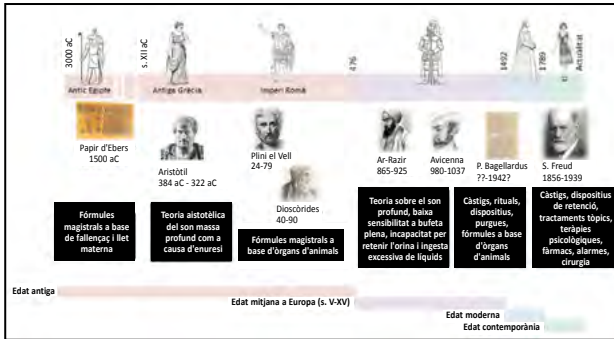 3000 aC
s. XII aC
476
1492
1789
Actualitat
Antic Egipte
Antiga Grècia
Imperi Romà
Papir d'Ebers
1500 aC
Aristòtil
384 aC - 322 aC
Plini el Vell
24-79
Dioscòrides
40-90
Ar-Razir
865-925
Avicenna
980-1037
P. Bagellardus
??-1942?
S. Freud
1856-1939
Fórmules
magistrals a base
de fallençaç i llet
materna
Teoria aistotèlica
del son massa
profund com a
causa d'enuresi
Fórmules magistrals a
base d'òrgans d'animals
Teoria sobre el son
profund, baixa
sensibilitat a bufeta
plena, incapacitat per
retenir l'orina i ingesta
excessiva de líquids
Càstigs, rituals,
dispositius,
purgues,
fórmules a base
d'òrgans
d'animals
Càstigs, dispositius
de retenció,
tractaments tòpics,
teràpies
psicològiques,
fàrmacs, alarmes,
cirurgia
Edat antiga
Edat mitjana a Europa (s. V-XV)
Edat moderna
Edat contemporània